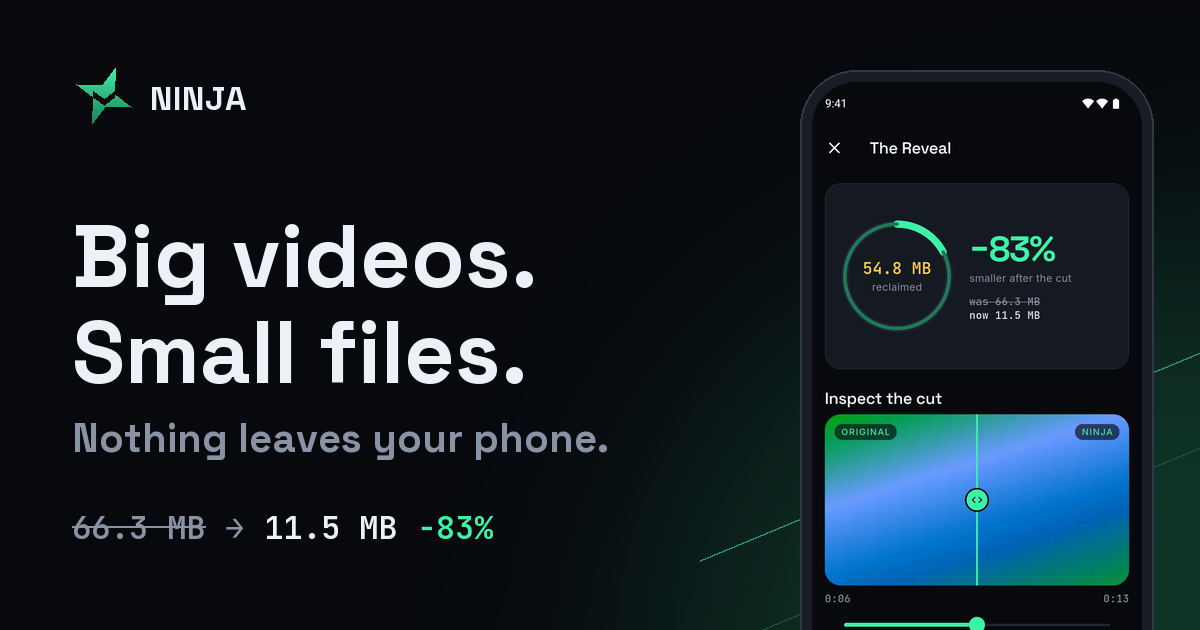 NINJA
Big videos.
Small files.
Nothing leaves your phone.
66.3 MB → 11.5 MB -83%
9:41
× The Reveal
54.8 MB
reclaimed
-83%
smaller after the cut
was 66.3 MB
now 11.5 MB
Inspect the cut
ORIGINAL NINJA
0:06 0:13